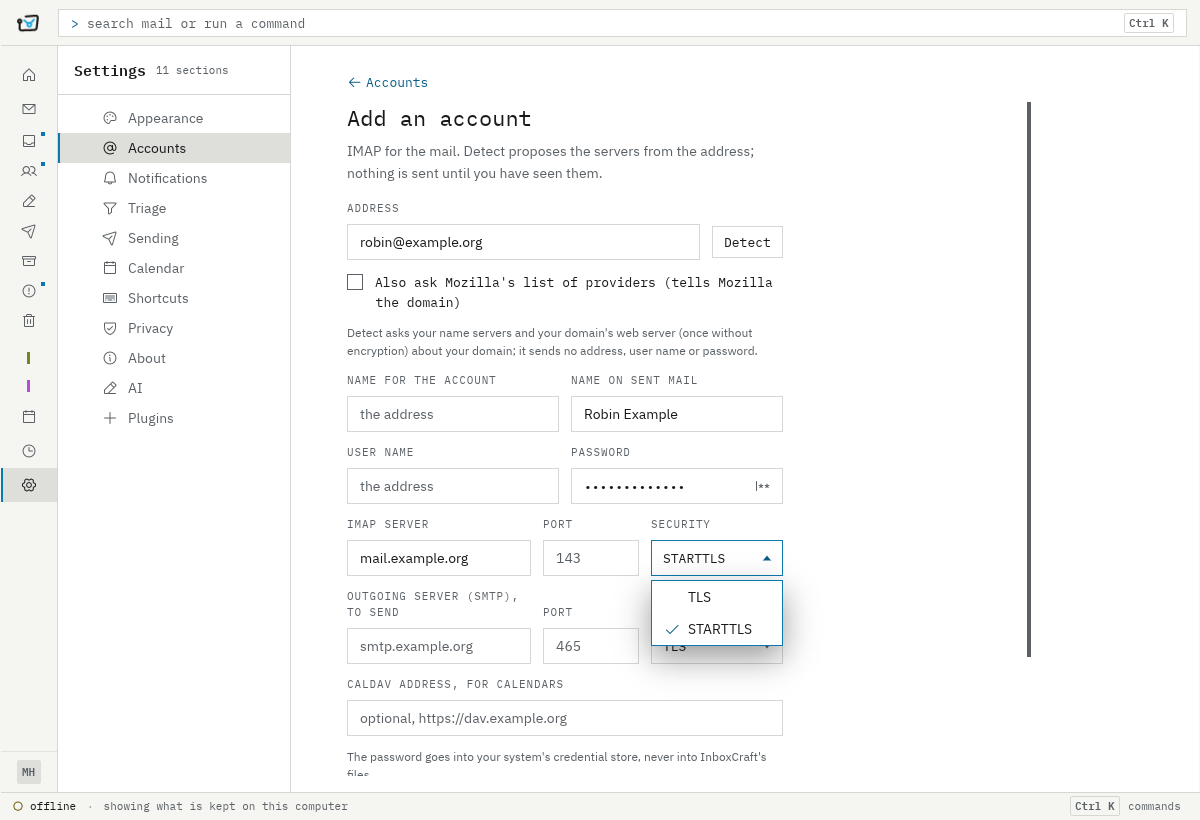 > search mail or run a command
Ctrl K
Settings 11 sections
Appearance
Accounts
Notifications
Triage
Sending
Calendar
Shortcuts
Privacy
About
AI
Plugins
MH
← Accounts
Add an account
IMAP for the mail. Detect proposes the servers from the address;
nothing is sent until you have seen them.
ADDRESS
robin@example.org
Detect
Also ask Mozilla's list of providers (tells Mozilla
the domain)
Detect asks your name servers and your domain's web server (once without
encryption) about your domain; it sends no address, user name or password.
NAME FOR THE ACCOUNT
NAME ON SENT MAIL
the address
Robin Example
USER NAME
PASSWORD
the address
•••••••••••••
IMAP SERVER
PORT
SECURITY
mail.example.org
143
STARTTLS
TLS
STARTTLS
OUTGOING SERVER (SMTP),
TO SEND
PORT
smtp.example.org
465
TLS
CALDAV ADDRESS, FOR CALENDARS
optional, https://dav.example.org
The password goes into your system's credential store, never into InboxCraft's
files
offline · showing what is kept on this computer
Ctrl K commands